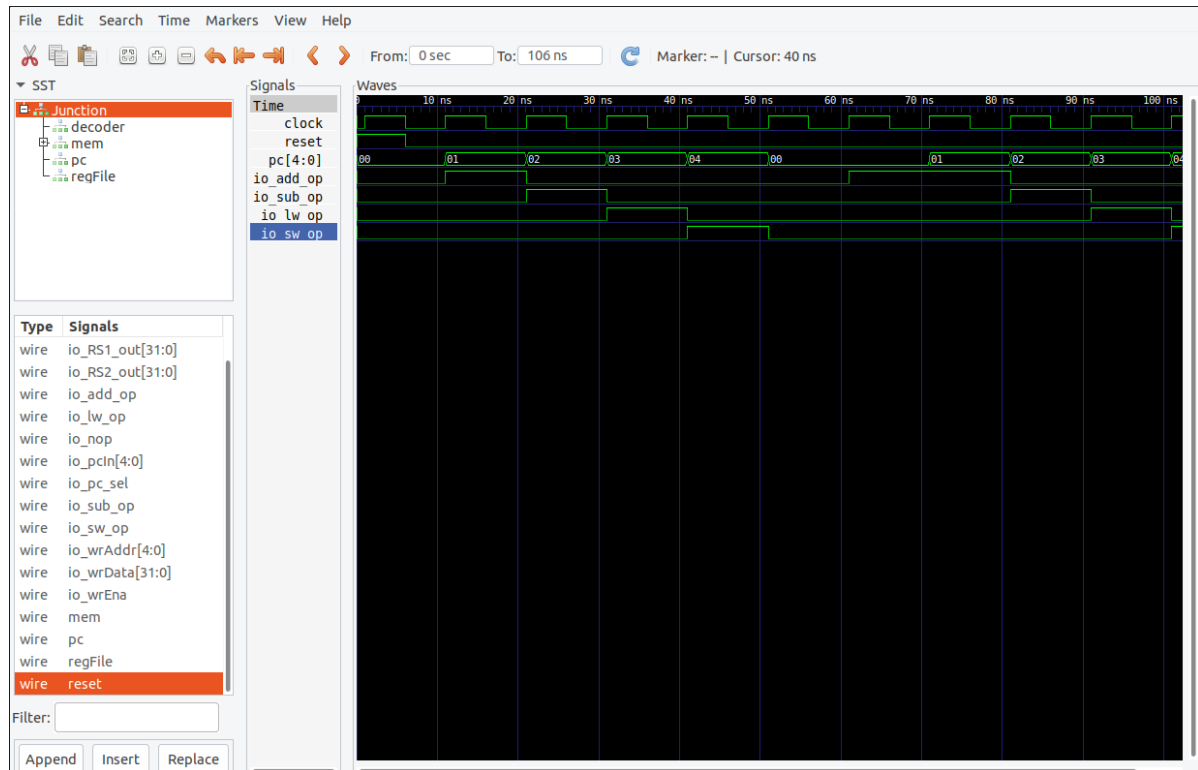 File Edit Search Time Markers View Help
From: 0 sec To: 106 ns Marker: -- | Cursor: 40 ns
SST
Junction
decoder
mem
pc
regFile
Type Signals
wire io_RS1_out[31:0]
wire io_RS2_out[31:0]
wire io_add_op
wire io_lw_op
wire io_nop
wire io_pcIn[4:0]
wire io_pc_sel
wire io_sub_op
wire io_sw_op
wire io_wrAddr[4:0]
wire io_wrData[31:0]
wire io_wrEna
wire mem
wire pc
wire regFile
wire reset
Filter:
Append Insert Replace
Signals
Time
clock
reset
pc[4:0]
io_add_op
io_sub_op
io_lw_op
io_sw_op
Waves
0 10 ns 20 ns 30 ns 40 ns 50 ns 60 ns 70 ns 80 ns 90 ns 100 ns
00 01 02 03 04 00 01 02 03 04